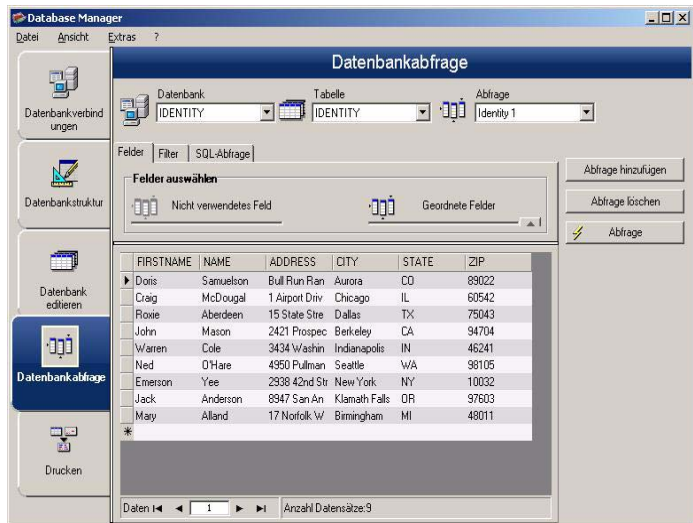 Database Manager
Datei Ansicht Extras ?
Datenbankverbind
ungen
Datenbankstruktur
Datenbank
editieren
Datenbankabfrage
Drucken
Datenbankabfrage
Datenbank Tabelle Abfrage
IDENTITY IDENTITY Identity 1
Felder Filter SQL-Abfrage
Felder auswählen
Nicht verwendetes Feld Geordnete Felder
Abfrage hinzufügen
Abfrage löschen
Abfrage
FIRSTNAME NAME ADDRESS CITY STATE ZIP
Doris Samuelson Bull Run Ran Aurora CO 89022
Craig McDougal 1 Airport Driv Chicago IL 60542
Roxie Aberdeen 15 State Stre Dallas TX 75043
John Mason 2421 Prospec Berkeley CA 94704
Warren Cole 3434 Washin Indianapolis IN 46241
Ned O'Hare 4950 Pullman Seattle WA 98105
Emerson Yee 2938 42nd Str New York NY 10032
Jack Anderson 8947 San An Klamath Falls OR 97603
Mary Alland 17 Norfolk W Birmingham MI 48011
Daten 1 Anzahl Datensätze:9